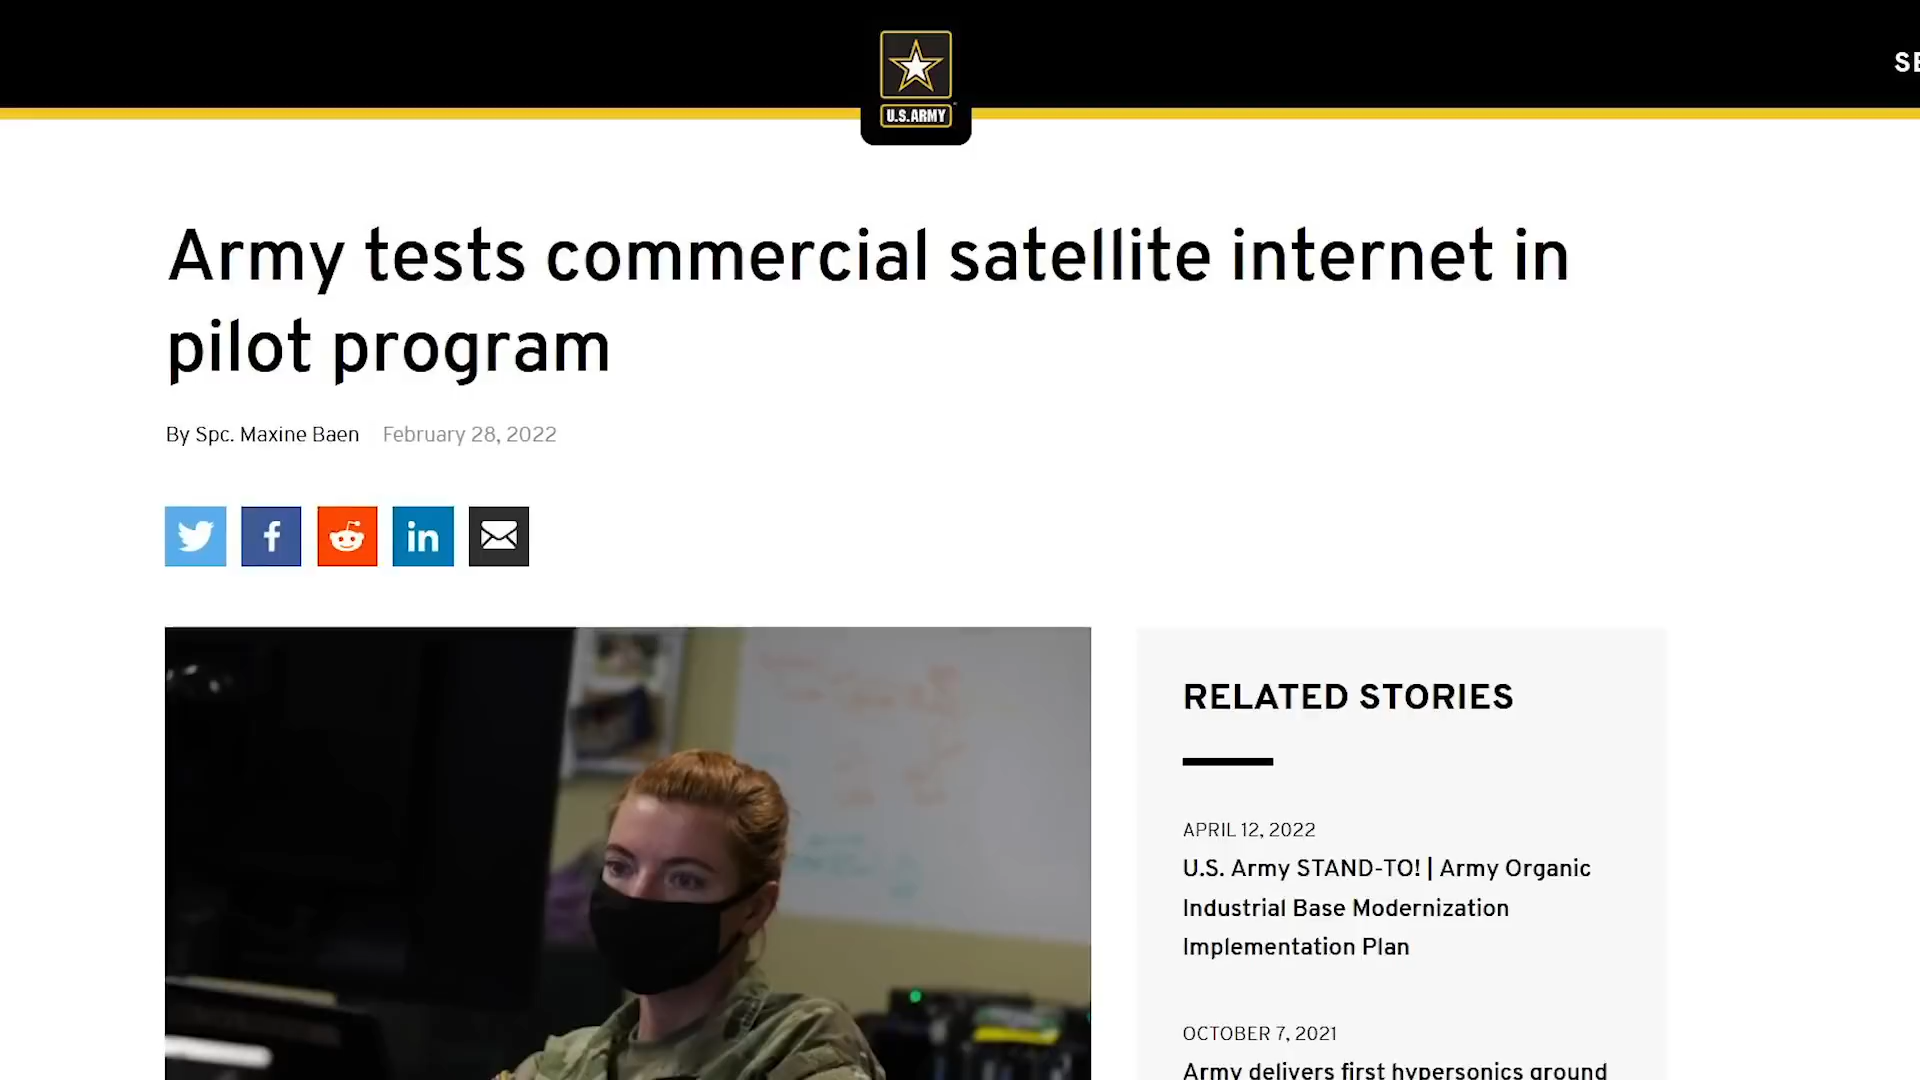 SE
U.S.ARMY
Army tests commercial satellite internet in
pilot program
By Spc. Maxine Baen February 28, 2022
f
in
RELATED STORIES
APRIL 12, 2022
U.S. Army STAND-TO! | Army Organic
Industrial Base Modernization
Implementation Plan
OCTOBER 7, 2021
Army delivers first hypersonics ground